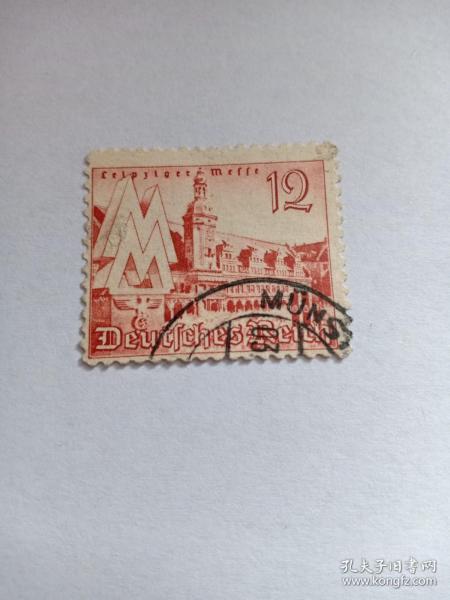 Leipziger Messe
12
MM
Deutsches Reich
MÜNS
孔夫子旧书网
www.kongfz.com